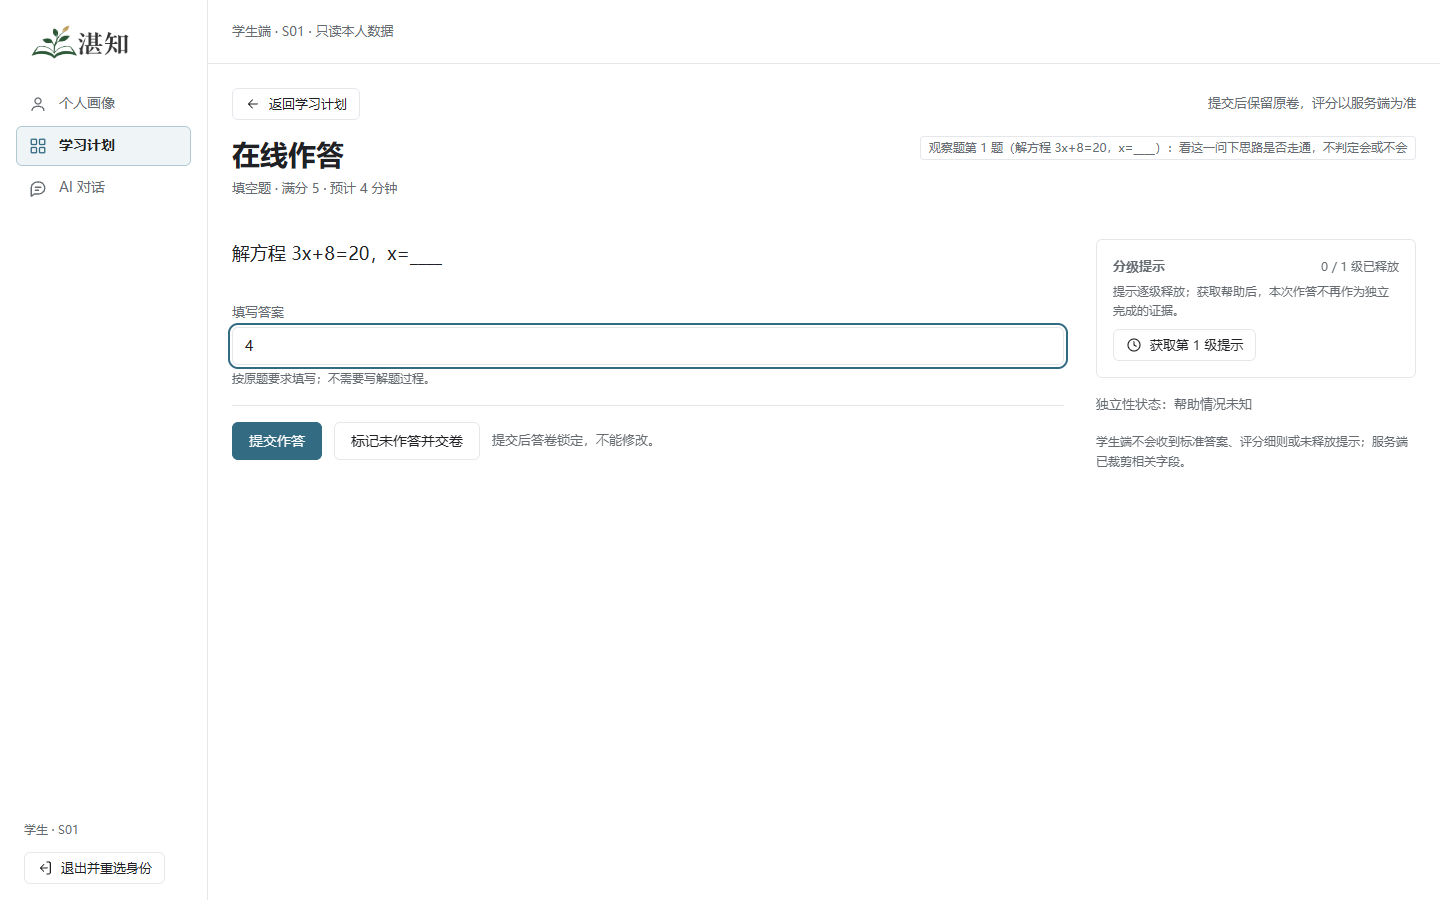 湛知
个人画像
学习计划
AI 对话
学生 · S01
退出并重选身份
学生端 · S01 · 只读本人数据
返回学习计划
提交后保留原卷，评分以服务端为准
在线作答
观察题第 1 题（解方程 3x+8=20，x=____）：看这一问下思路是否走通，不判定会或不会
填空题 · 满分 5 · 预计 4 分钟
解方程 3x+8=20，x=____
填写答案
4
按原题要求填写；不需要写解题过程。
提交作答
标记未作答并交卷
提交后答卷锁定，不能修改。
分级提示
0 / 1 级已释放
提示逐级释放；获取帮助后，本次作答不再作为独立
完成的证据。
获取第 1 级提示
独立性状态：帮助情况未知
学生端不会收到标准答案、评分细则或未释放提示；服务端
已裁剪相关字段。